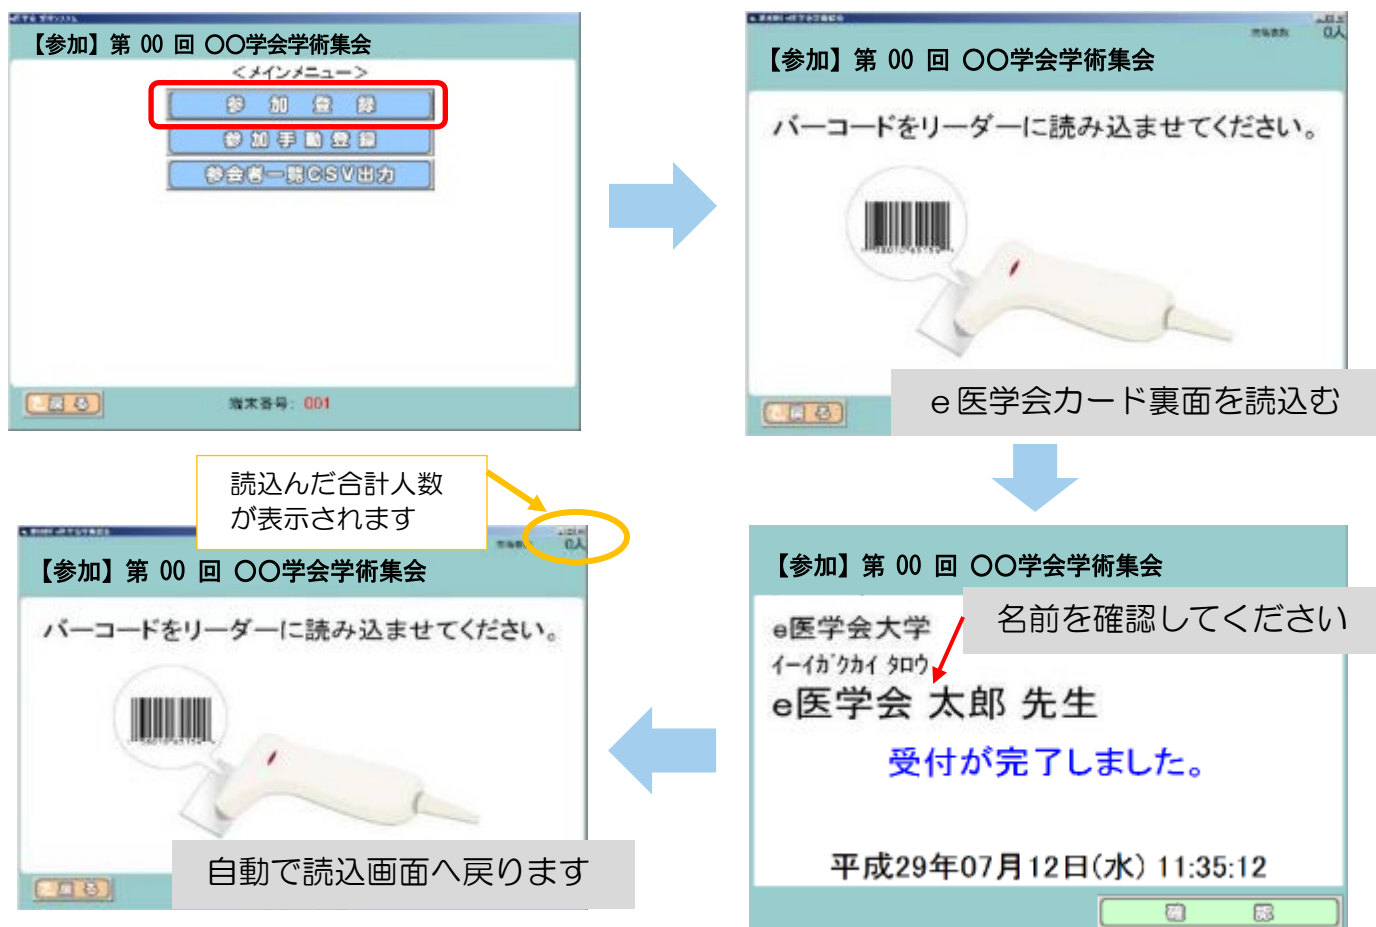 【参加】第 00 回 〇〇学会学術集会
＜メインメニュー＞
参 加 登 録
参加手動登録
参会者一覧CSV出力
戻 る
端末番号: 001
0人
【参加】第 00 回 〇〇学会学術集会
バーコードをリーダーに読み込ませてください。
戻 る
e医学会カード裏面を読込む
読込んだ合計人数
が表示されます
0人
【参加】第 00 回 〇〇学会学術集会
バーコードをリーダーに読み込ませてください。
戻 る
自動で読込画面へ戻ります
【参加】第 00 回 〇〇学会学術集会
名前を確認してください
e医学会大学
ｲｰｲｶﾞｸｶｲ ﾀﾛｳ
e医学会 太郎 先生
受付が完了しました。
平成29年07月12日(水) 11:35:12
確 認